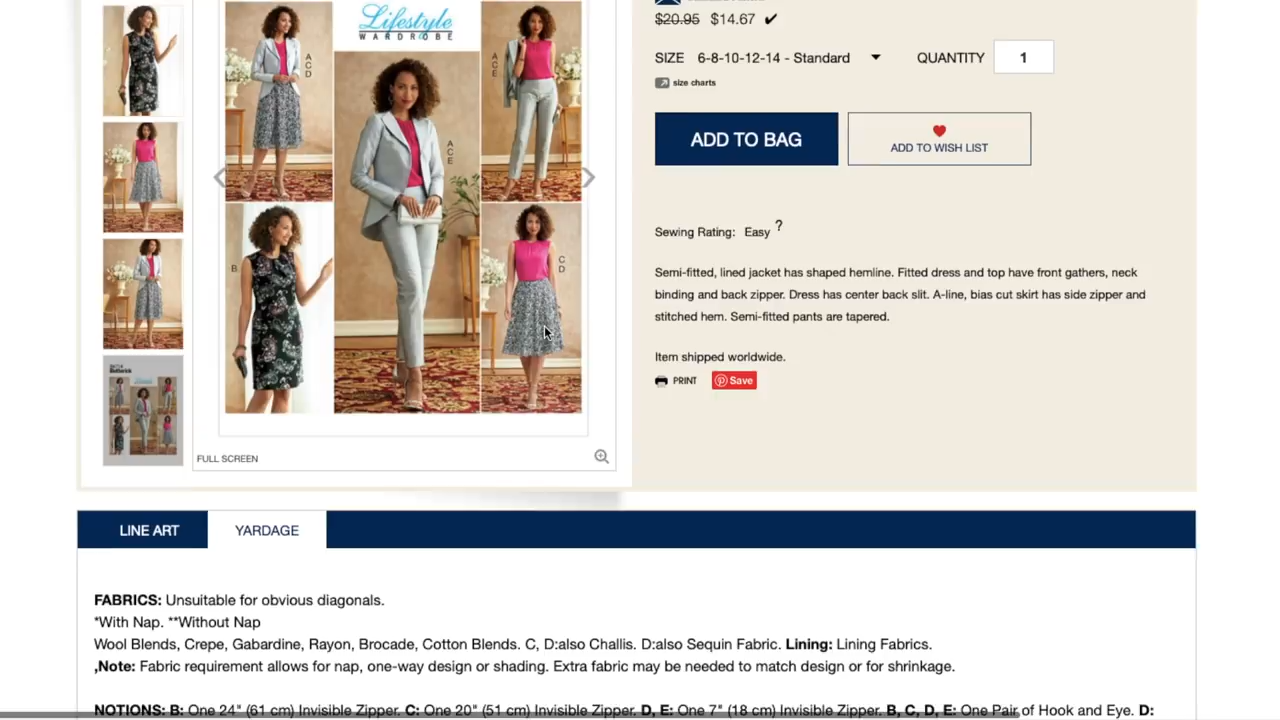 Lifestyle
WARDROBE
A
C
D
A
C
E
A
C
E
B
C
D
FULL SCREEN
$20.95 $14.67 ✔
SIZE 6-8-10-12-14 - Standard QUANTITY 1
size charts
ADD TO BAG
ADD TO WISH LIST
Sewing Rating: Easy ?
Semi-fitted, lined jacket has shaped hemline. Fitted dress and top have front gathers, neck
binding and back zipper. Dress has center back slit. A-line, bias cut skirt has side zipper and
stitched hem. Semi-fitted pants are tapered.
Item shipped worldwide.
PRINT Save
LINE ART YARDAGE
FABRICS: Unsuitable for obvious diagonals.
*With Nap. **Without Nap
Wool Blends, Crepe, Gabardine, Rayon, Brocade, Cotton Blends. C, D:also Challis. D:also Sequin Fabric. Lining: Lining Fabrics.
,Note: Fabric requirement allows for nap, one-way design or shading. Extra fabric may be needed to match design or for shrinkage.
NOTIONS: B: One 24" (61 cm) Invisible Zipper. C: One 20" (51 cm) Invisible Zipper. D, E: One 7" (18 cm) Invisible Zipper. B, C, D, E: One Pair of Hook and Eye. D: